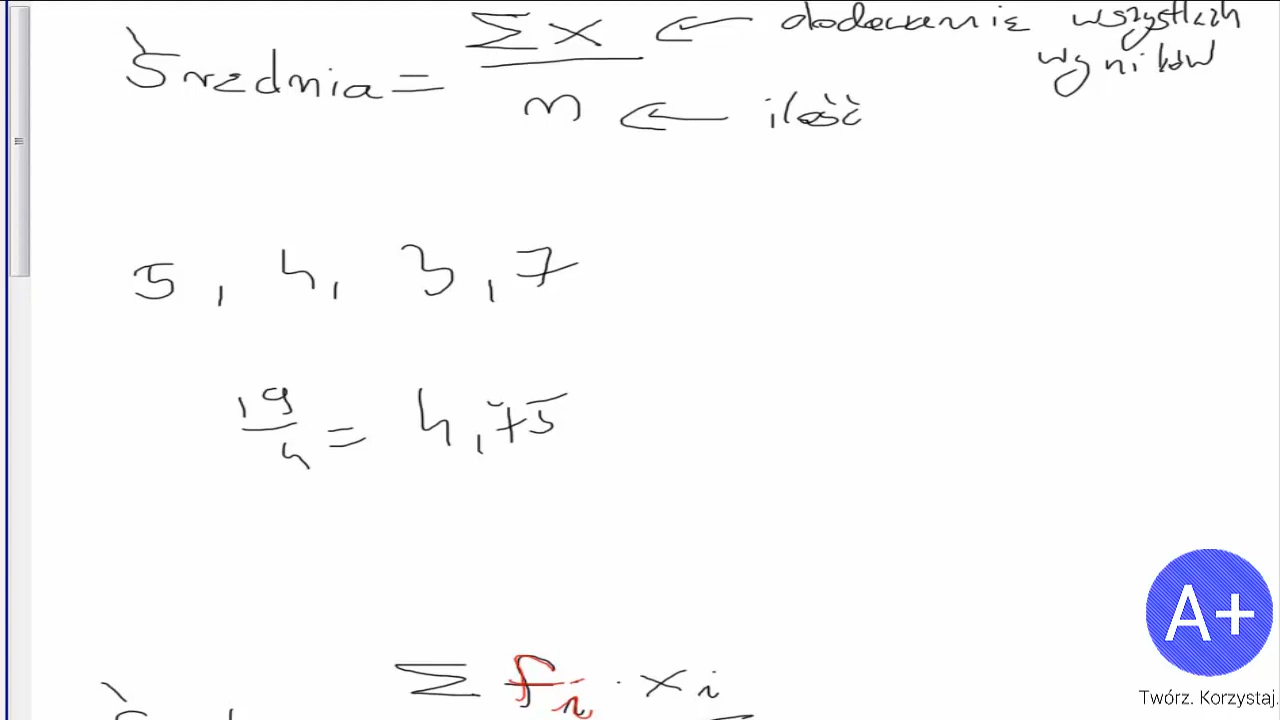 Średnia = Σx / n
← dodawanie wszystkich
wyników
← ilość
5, 4, 3, 7
19/4 = 4,75
Σ fi · xi
A+
Twórz. Korzystaj.